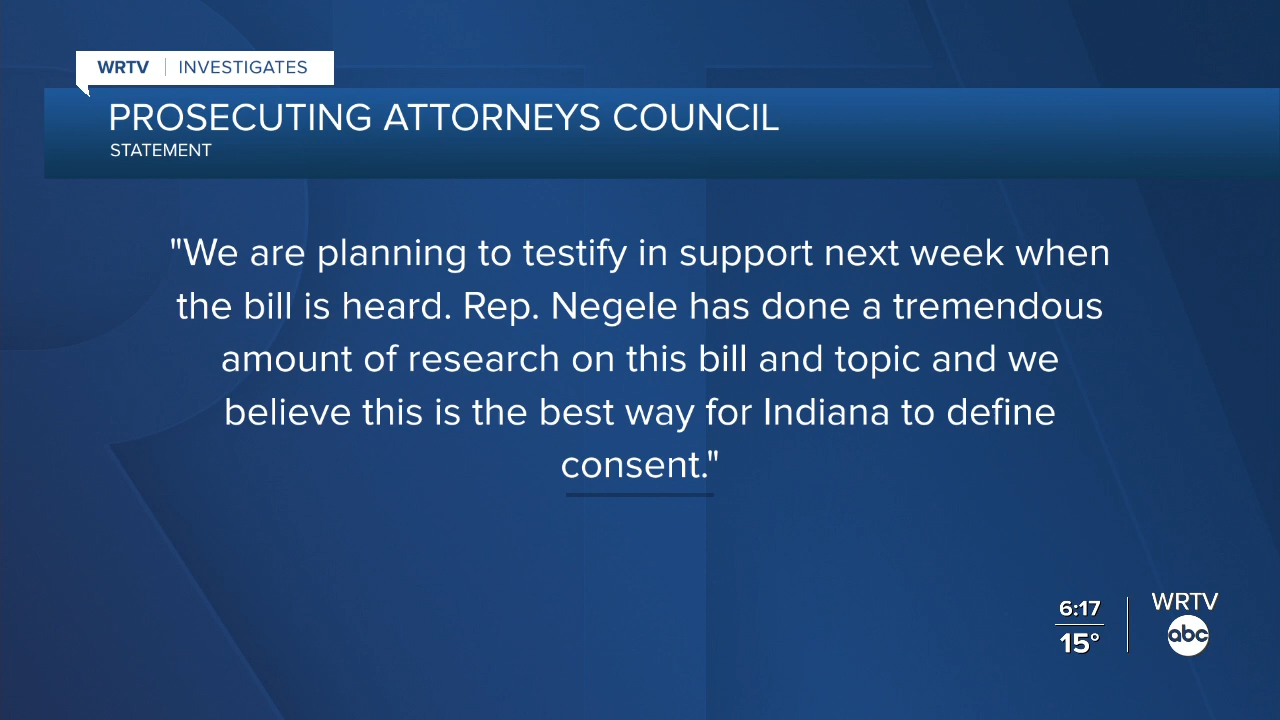 WRTV | INVESTIGATES
PROSECUTING ATTORNEYS COUNCIL
STATEMENT
"We are planning to testify in support next week when
the bill is heard. Rep. Negele has done a tremendous
amount of research on this bill and topic and we
believe this is the best way for Indiana to define
consent."
6:17
15°
WRTV
abc